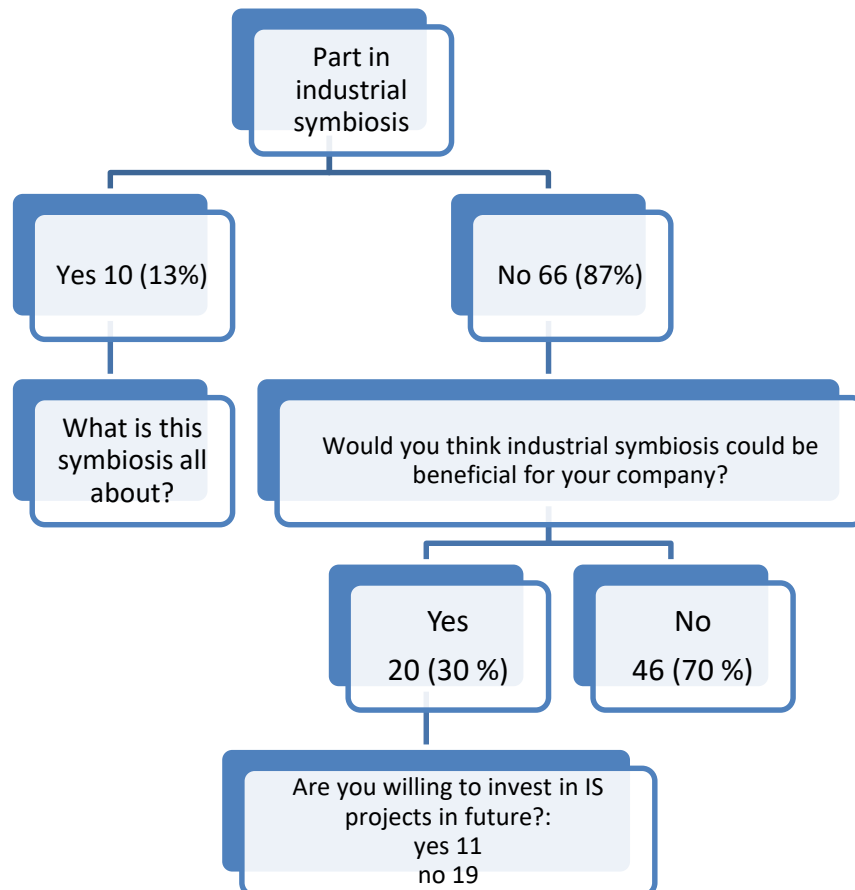 Part in
industrial
symbiosis
Yes 10 (13%)
No 66 (87%)
What is this
symbiosis all
about?
Would you think industrial symbiosis could be
beneficial for your company?
Yes
20 (30 %)
No
46 (70 %)
Are you willing to invest in IS
projects in future?:
yes 11
no 19